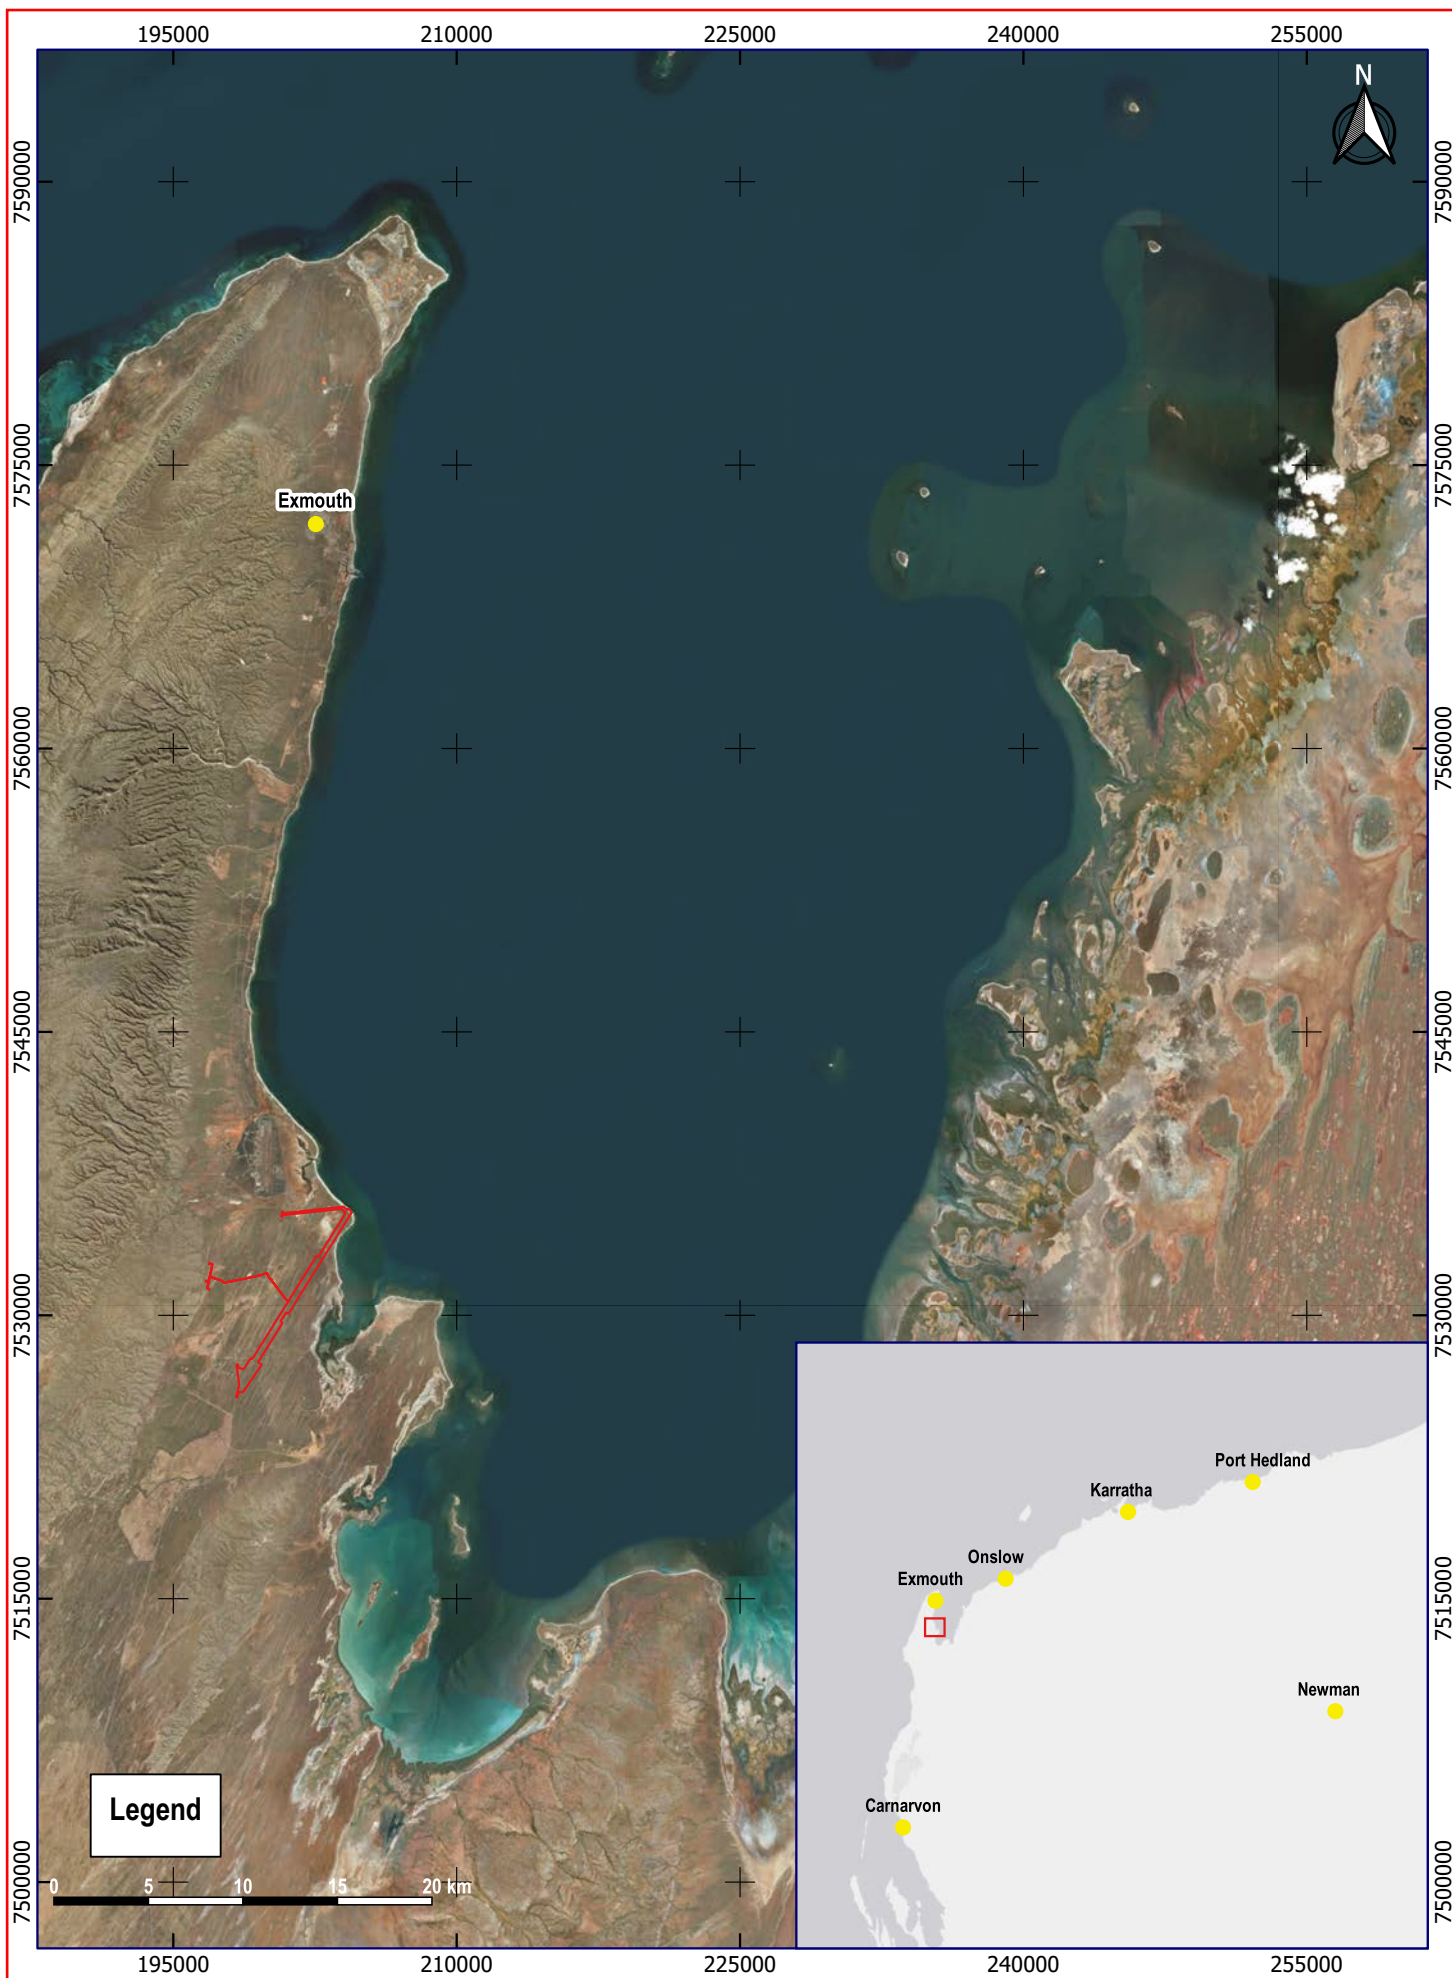 195000 210000 225000 240000 255000
N
7590000 7590000
7575000 7575000
Exmouth
7560000 7560000
7545000 7545000
7530000 7530000
Port Hedland
Karratha
Onslow
Exmouth
7515000 7515000
Newman
Carnarvon
Legend
7500000 7500000
0 5 10 15 20 km
195000 210000 225000 240000 255000